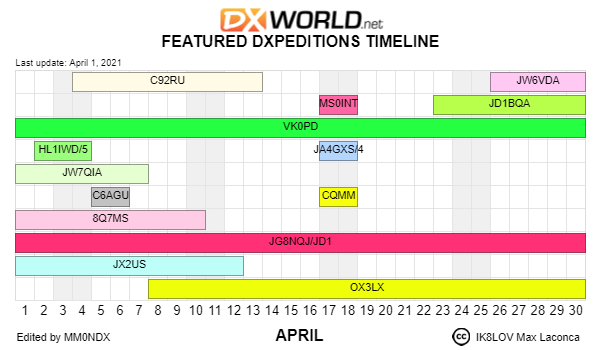 DXWORLD.net
FEATURED DXPEDITIONS TIMELINE
Last update: April 1, 2021
C92RU
JW6VDA
MS0INT
JD1BQA
VK0PD
HL1IWD/5
JA4GXS/4
JW7QIA
C6AGU
CQMM
8Q7MS
JG8NQJ/JD1
JX2US
OX3LX
1 2 3 4 5 6 7 8 9 10 11 12 13 14 15 16 17 18 19 20 21 22 23 24 25 26 27 28 29 30
Edited by MM0NDX
APRIL
cc IK8LOV Max Laconca